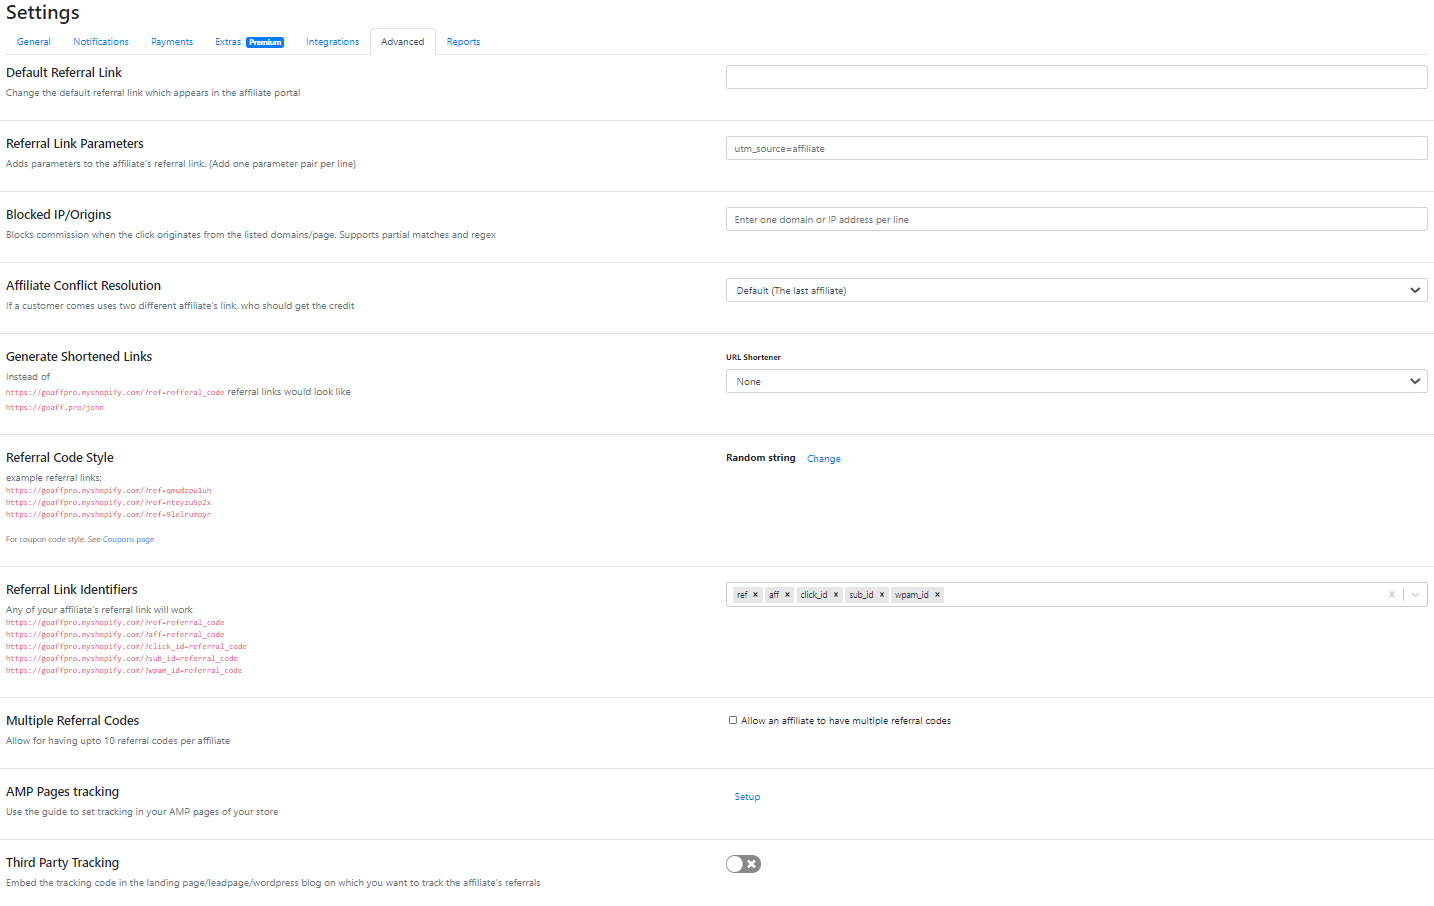 Settings
General Notifications Payments Extras Premium Integrations Advanced Reports
Default Referral Link
Change the default referral link which appears in the affiliate portal
Referral Link Parameters
Adds parameters to the affiliate's referral link. (Add one parameter pair per line)
utm_source=affiliate
Blocked IP/Origins
Blocks commission when the click originates from the listed domains/page. Supports partial matches and regex
Enter one domain or IP address per line
Affiliate Conflict Resolution
If a customer comes uses two different affiliate's link, who should get the credit
Default (The last affiliate)
Generate Shortened Links
Instead of
https://goaffpro.myshopify.com/?ref=refferal_code referral links would look like
https://goaff.pro/john
URL Shortener
None
Referral Code Style
example referral links:
https://goaffpro.myshopify.com/?ref=qmudzpu1uh
https://goaffpro.myshopify.com/?ref=nteyzu5p2x
https://goaffpro.myshopify.com/?ref=9lelrumoyr
For coupon code style. See Coupons page
Random string Change
Referral Link Identifiers
Any of your affiliate's referral link will work
https://goaffpro.myshopify.com/?ref=referral_code
https://goaffpro.myshopify.com/?aff=referral_code
https://goaffpro.myshopify.com/?click_id=referral_code
https://goaffpro.myshopify.com/?sub_id=referral_code
https://goaffpro.myshopify.com/?wpam_id=referral_code
ref × aff × click_id × sub_id × wpam_id ×
Multiple Referral Codes
Allow for having upto 10 referral codes per affiliate
Allow an affiliate to have multiple referral codes
AMP Pages tracking
Use the guide to set tracking in your AMP pages of your store
Setup
Third Party Tracking
Embed the tracking code in the landing page/leadpage/wordpress blog on which you want to track the affiliate's referrals